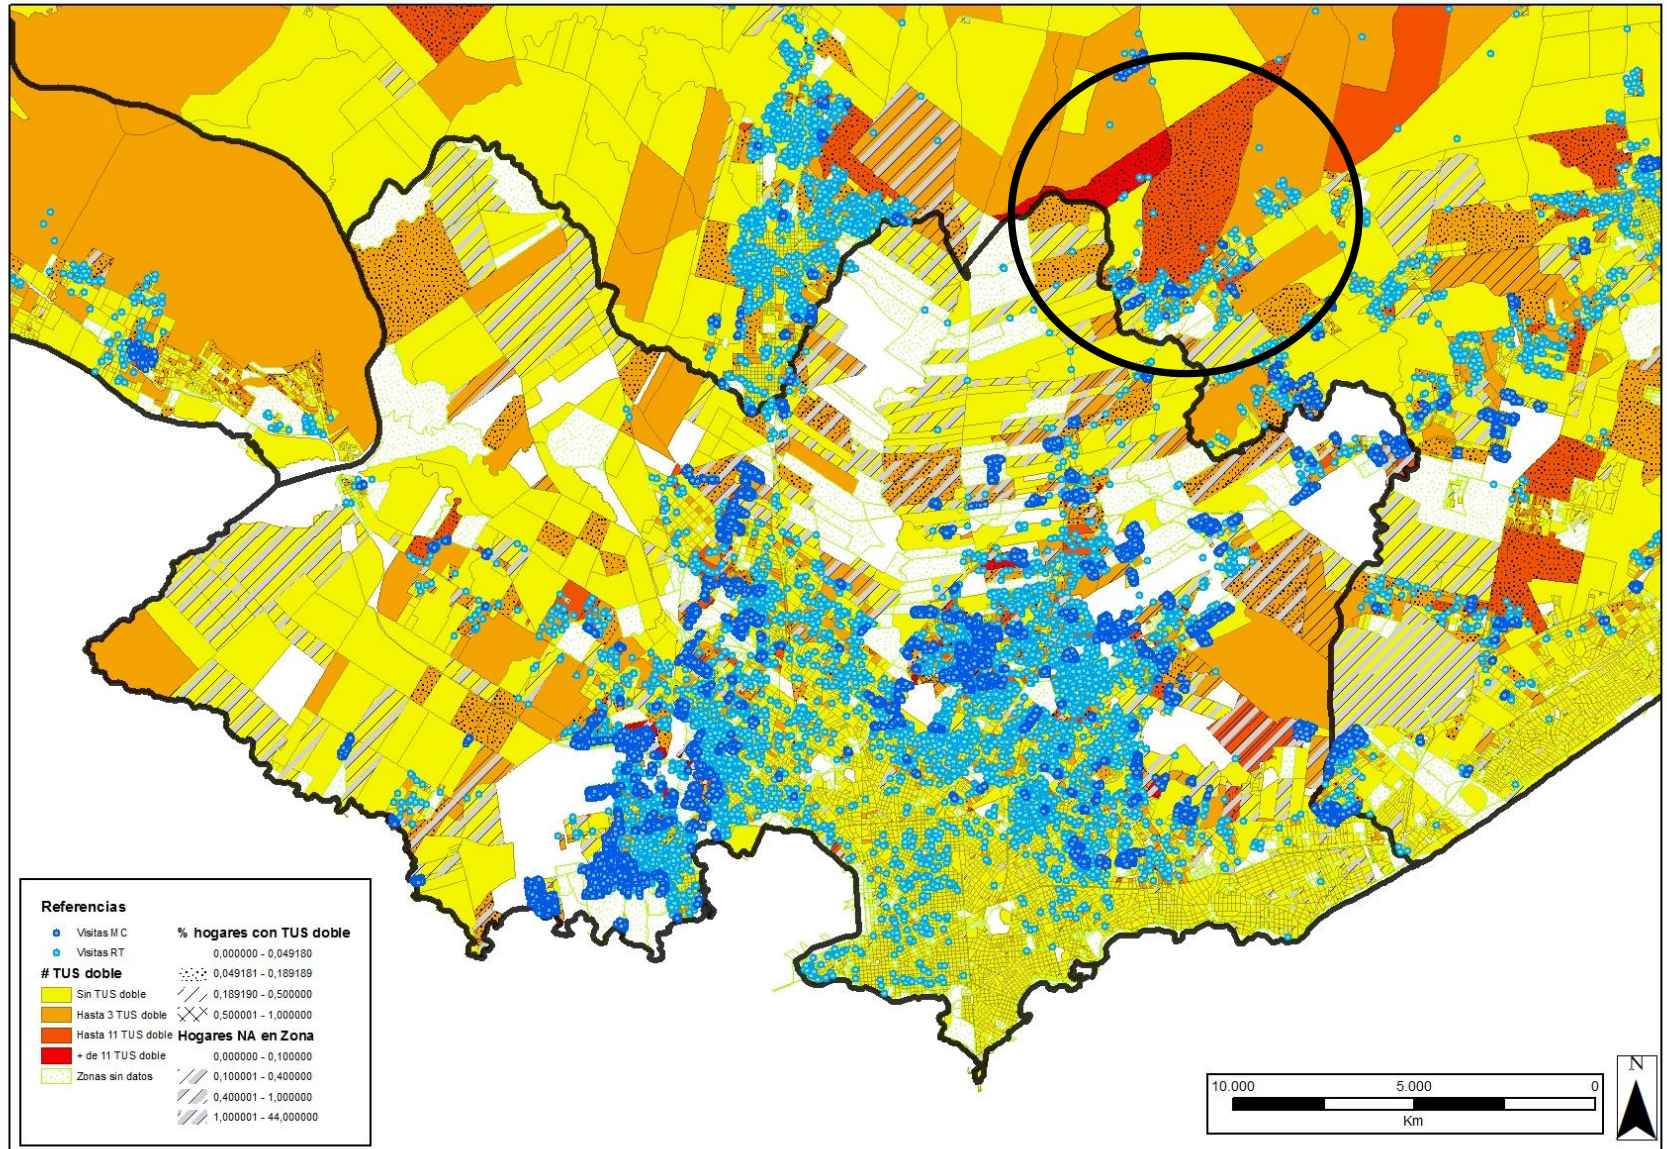 Referencias
Visitas MC
Visitas RT
# TUS doble
Sin TUS doble
Hasta 3 TUS doble
Hasta 11 TUS doble
+ de 11 TUS doble
Zonas sin datos
% hogares con TUS doble
0,000000 - 0,049180
0,049181 - 0,189189
0,189190 - 0,500000
0,500001 - 1,000000
Hogares NA en Zona
0,000000 - 0,100000
0,100001 - 0,400000
0,400001 - 1,000000
1,000001 - 44,000000
10.000 5.000 0
Km
N